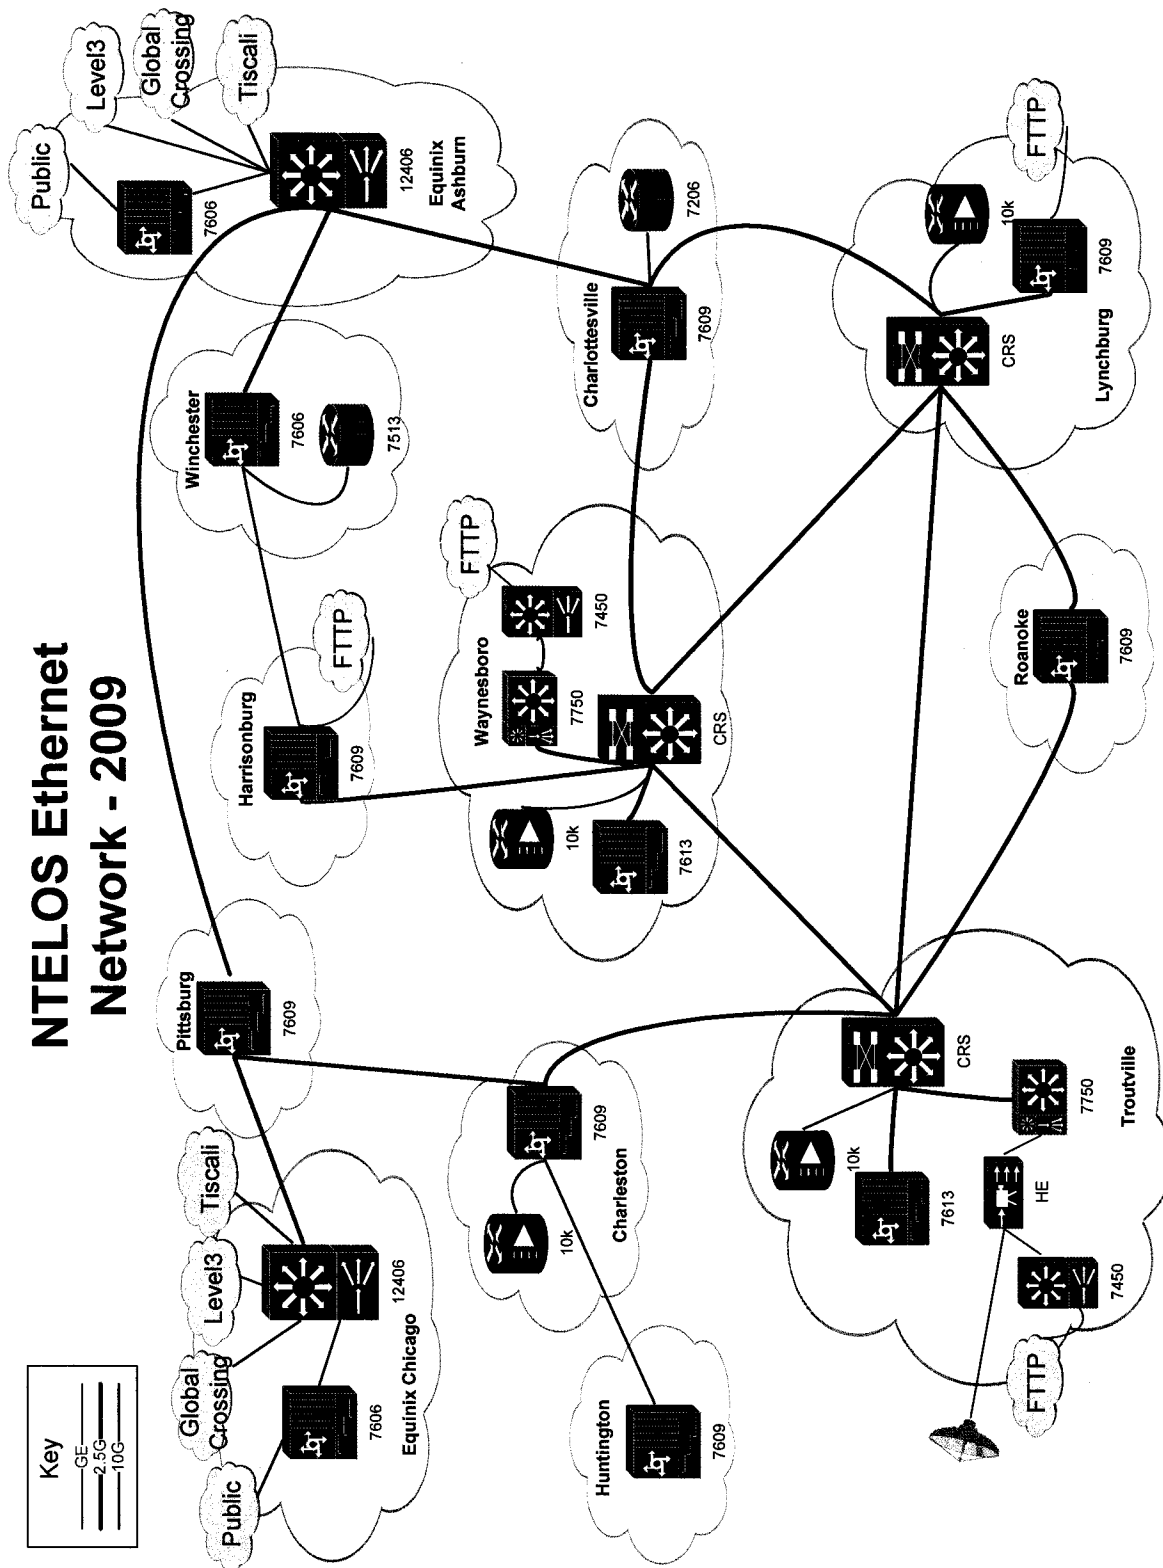 NTELOS Ethernet
Network - 2009
Key
GE
2.5G
10G
Public
Global
Crossing
Level3
Tiscali
7606
12406
Equinix Chicago
Pittsburg
7609
Harrisonburg
7609
FTTP
Winchester
7606
7513
Public
Level3
Global
Crossing
Tiscali
7606
12406
Equinix
Ashburn
Huntington
7609
10k
7609
Charleston
Waynesboro
FTTP
7450
7750
CRS
10k
7613
Charlottesville
7609
7206
Troutville
CRS
10k
7613
7750
HE
7450
FTTP
Roanoke
7609
Lynchburg
CRS
10k
7609
FTTP